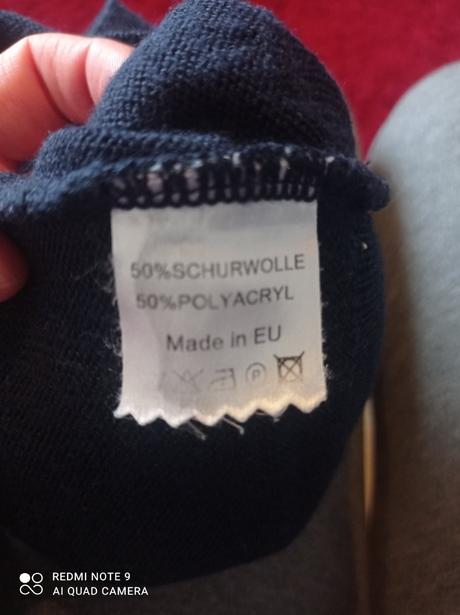 50%SCHURWOLLE
50%POLYACRYL
Made in EU
P
REDMI NOTE 9
AI QUAD CAMERA